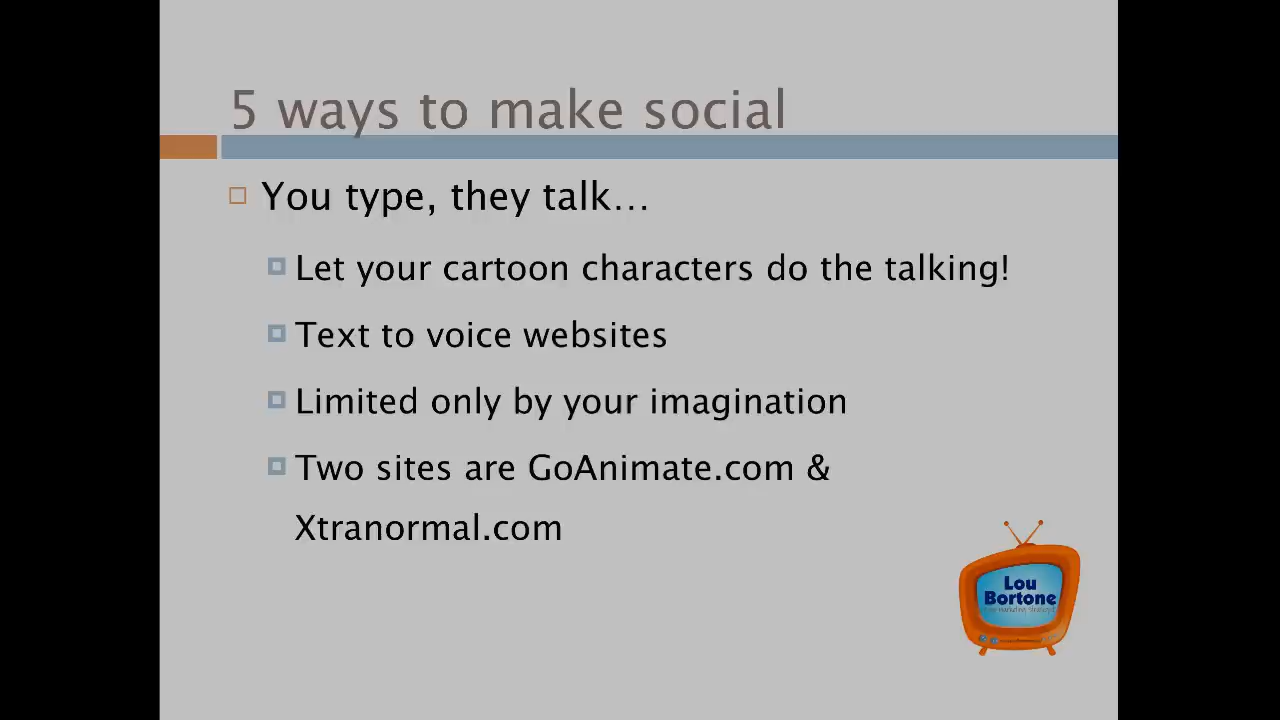 5 ways to make social
You type, they talk…
Let your cartoon characters do the talking!
Text to voice websites
Limited only by your imagination
Two sites are GoAnimate.com &
Xtranormal.com
Lou
Bortone